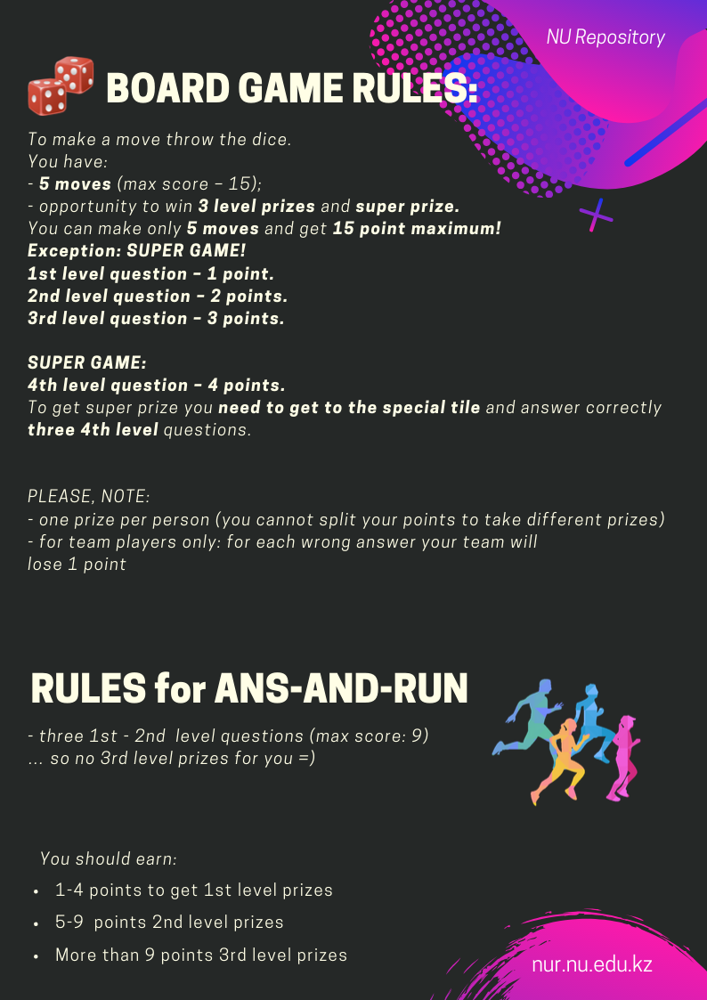 NU Repository
BOARD GAME RULES:
To make a move throw the dice.
You have:
- 5 moves (max score – 15);
- opportunity to win 3 level prizes and super prize.
You can make only 5 moves and get 15 point maximum!
Exception: SUPER GAME!
1st level question – 1 point.
2nd level question – 2 points.
3rd level question – 3 points.
SUPER GAME:
4th level question – 4 points.
To get super prize you need to get to the special tile and answer correctly
three 4th level questions.
PLEASE, NOTE:
- one prize per person (you cannot split your points to take different prizes)
- for team players only: for each wrong answer your team will
lose 1 point
RULES for ANS-AND-RUN
- three 1st - 2nd  level questions (max score: 9)
... so no 3rd level prizes for you =)
You should earn:
• 1-4 points to get 1st level prizes
• 5-9  points 2nd level prizes
• More than 9 points 3rd level prizes
nur.nu.edu.kz